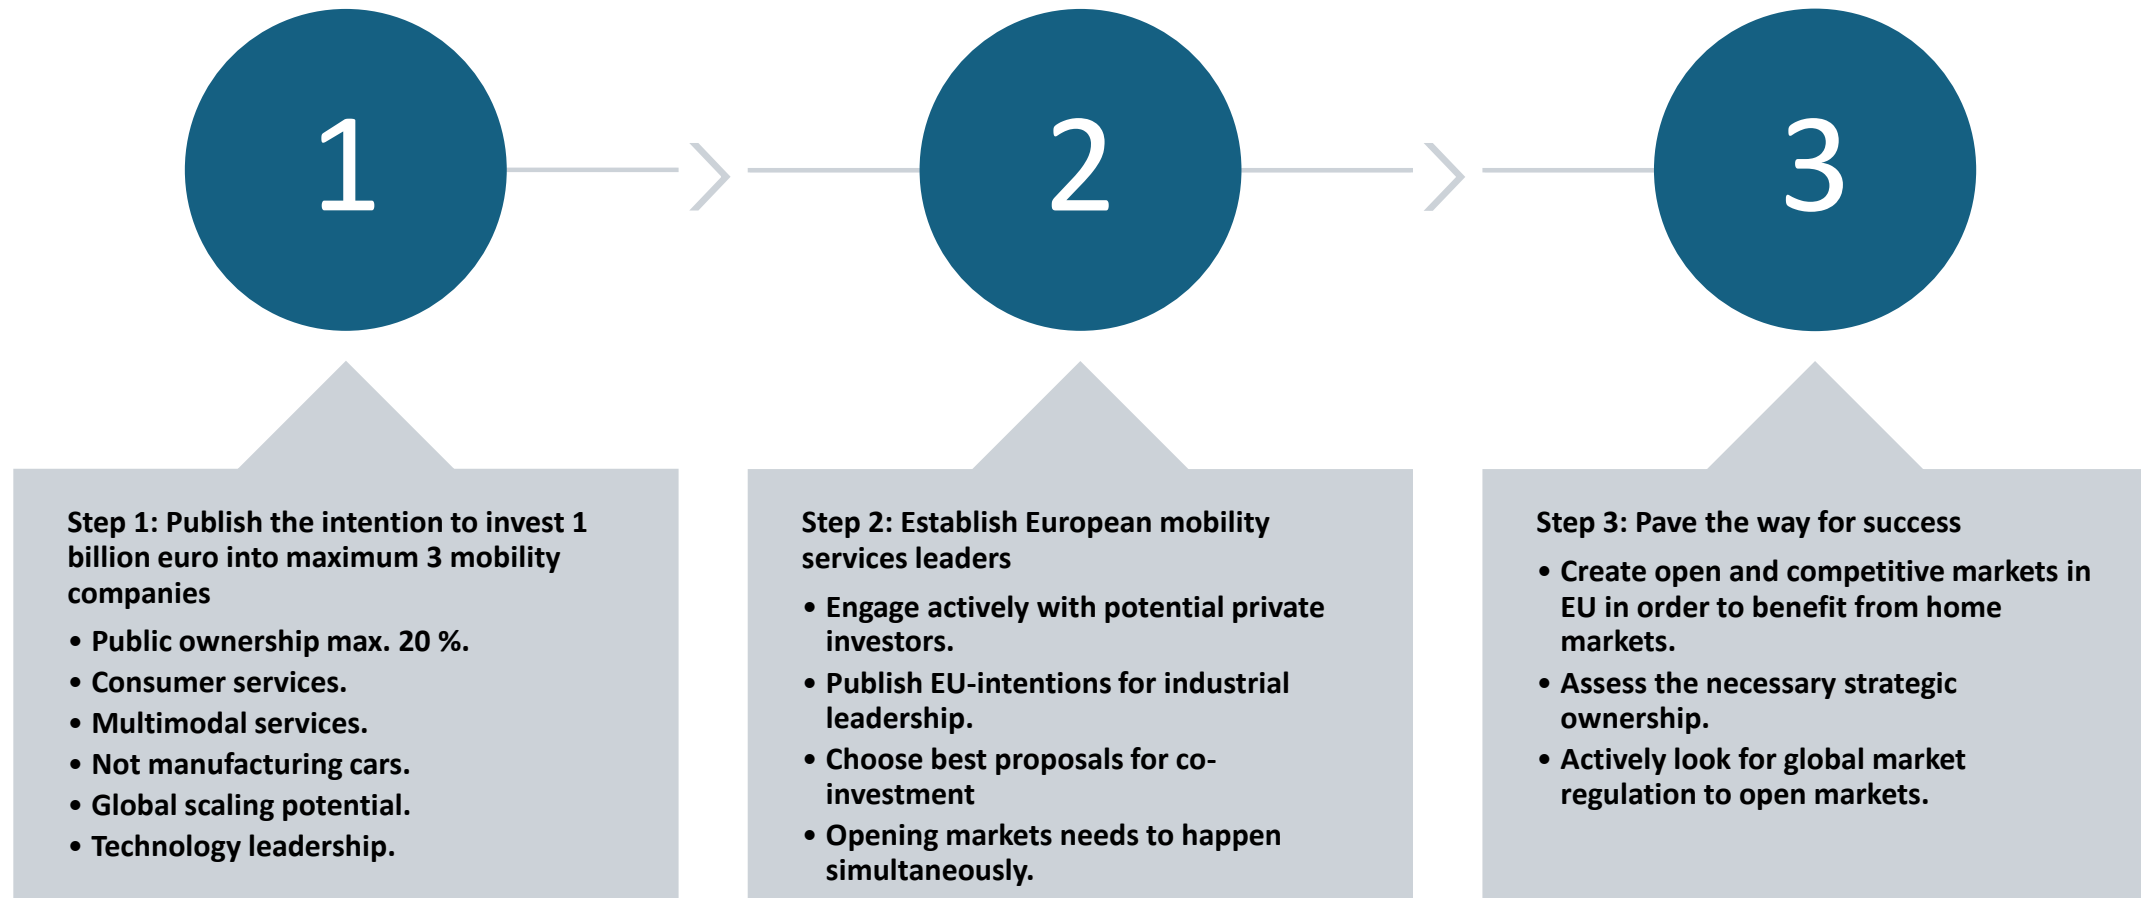 1
2
3
Step 1: Publish the intention to invest 1
billion euro into maximum 3 mobility
companies
• Public ownership max. 20 %.
• Consumer services.
• Multimodal services.
• Not manufacturing cars.
• Global scaling potential.
• Technology leadership.
Step 2: Establish European mobility
services leaders
• Engage actively with potential private
investors.
• Publish EU-intentions for industrial
leadership.
• Choose best proposals for co-
investment
• Opening markets needs to happen
simultaneously.
Step 3: Pave the way for success
• Create open and competitive markets in
EU in order to benefit from home
markets.
• Assess the necessary strategic
ownership.
• Actively look for global market
regulation to open markets.